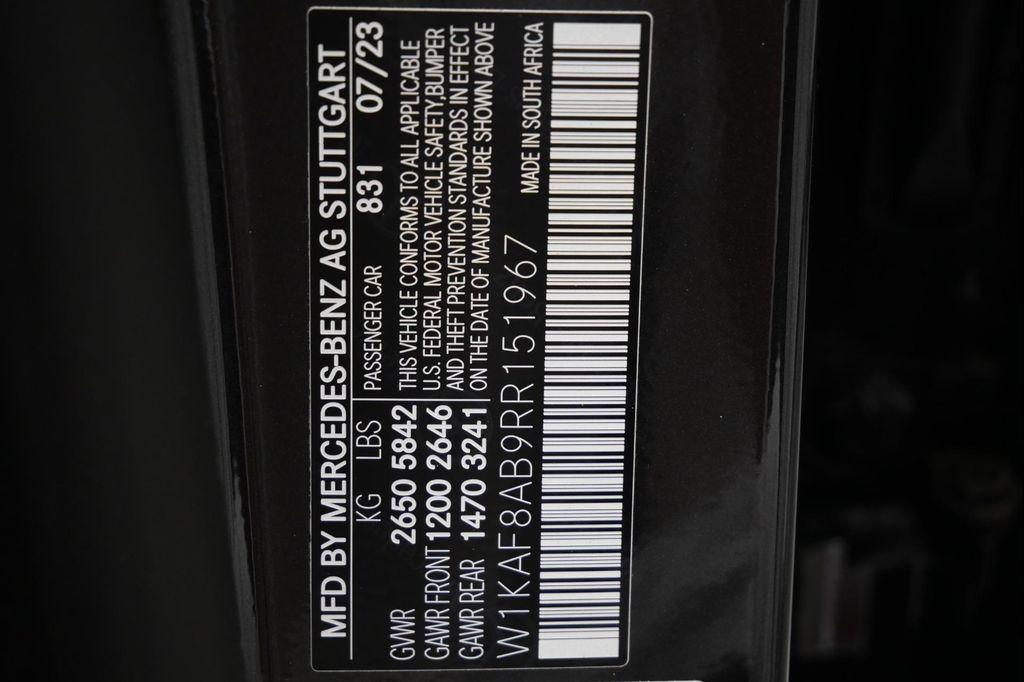 MFD BY MERCEDES-BENZ AG STUTTGART
KG LBS PASSENGER CAR 831 07/23
GVWR 2650 5842 THIS VEHICLE CONFORMS TO ALL APPLICABLE
GAWR FRONT 1200 2646 U.S. FEDERAL MOTOR VEHICLE SAFETY,BUMPER
GAWR REAR 1470 3241 AND THEFT PREVENTION STANDARDS IN EFFECT
ON THE DATE OF MANUFACTURE SHOWN ABOVE
W1KAF8AB9RR151967 MADE IN SOUTH AFRICA